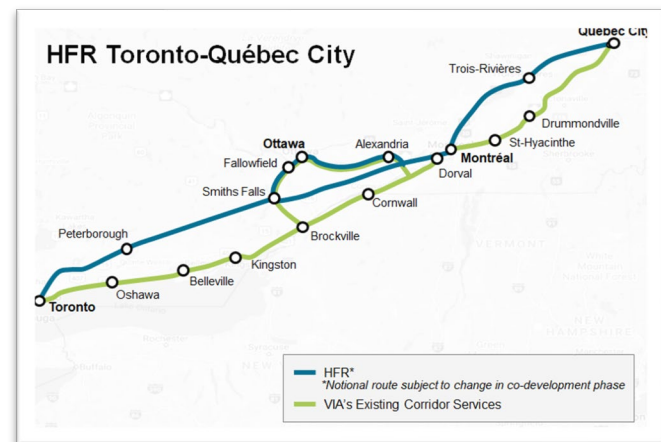 HFR Toronto-Québec City
Québec City
Trois-Rivières
Drummondville
St-Hyacinthe
Montréal
Dorval
Ottawa
Alexandria
Fallowfield
Smiths Falls
Cornwall
Brockville
Peterborough
Kingston
Belleville
Oshawa
Toronto
VERMONT
NEW
HAMPSHIRE
NEW
HFR*
*Notional route subject to change in co-development phase
VIA's Existing Corridor Services